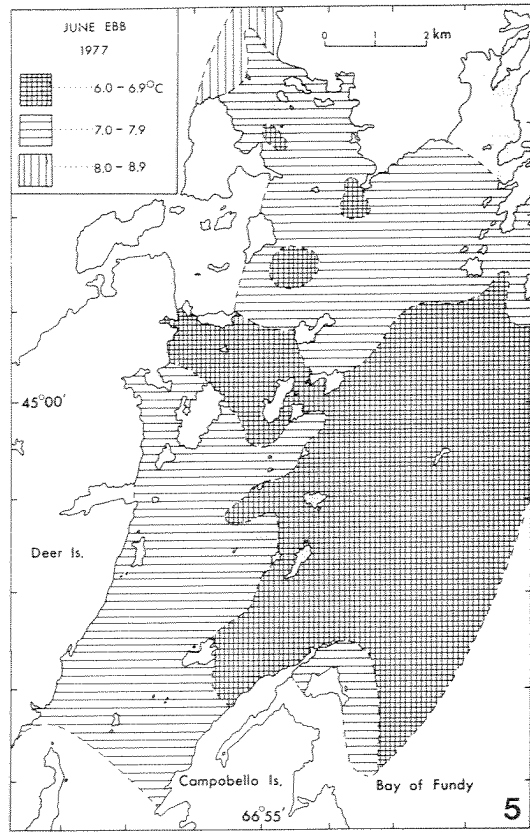 JUNE EBB
1977
6.0 – 6.9°C
7.0 – 7.9
8.0 – 8.9
0 1 2 km
45°00'
Deer Is.
Campobello Is.
Bay of Fundy
66°55'
5